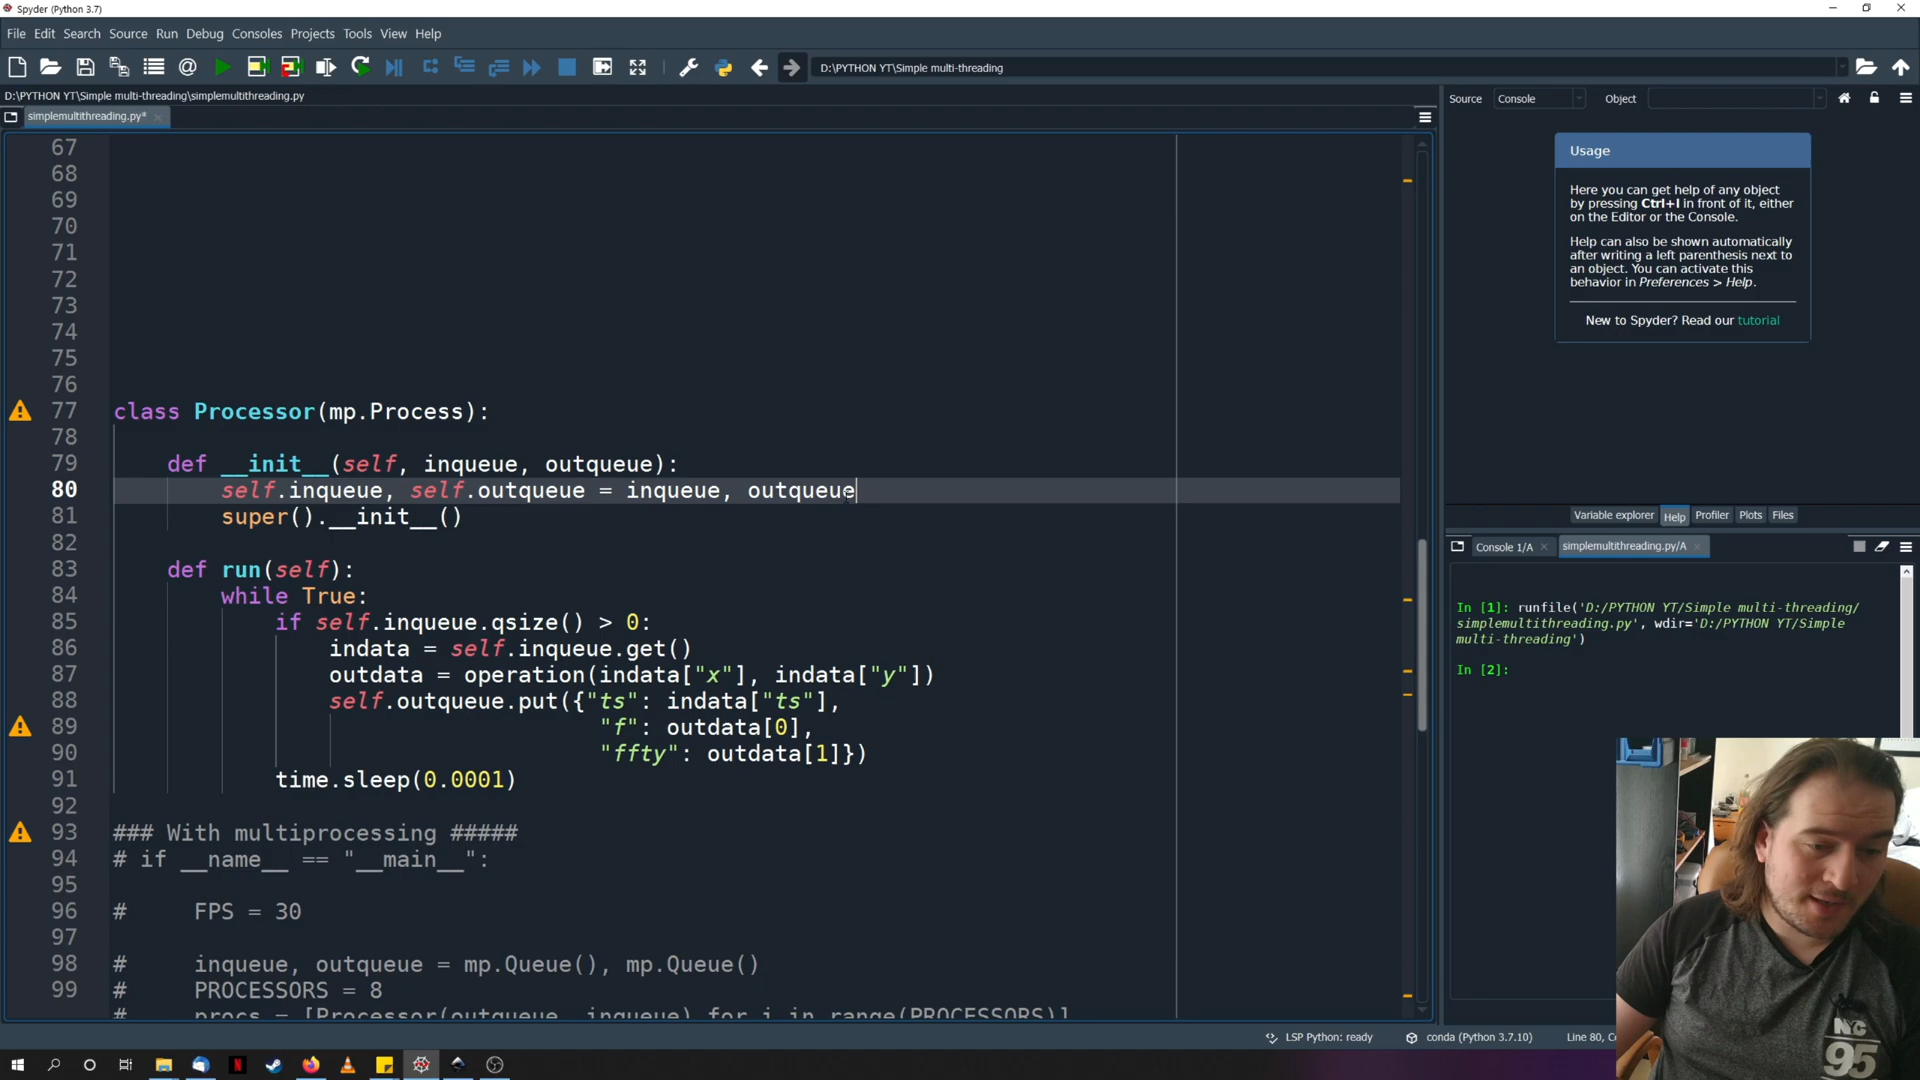 Spyder (Python 3.7)
File Edit Search Source Run Debug Consoles Projects Tools View Help
D:\PYTHON YT\Simple multi-threading
D:\PYTHON YT\Simple multi-threading\simplemultithreading.py
simplemultithreading.py*
67
68
69
70
71
72
73
74
75
76
77 class Processor(mp.Process):
78
79 def __init__(self, inqueue, outqueue):
80 self.inqueue, self.outqueue = inqueue, outqueue
81 super().__init__()
82
83 def run(self):
84 while True:
85 if self.inqueue.qsize() > 0:
86 indata = self.inqueue.get()
87 outdata = operation(indata["x"], indata["y"])
88 self.outqueue.put({"ts": indata["ts"],
89 "f": outdata[0],
90 "ffty": outdata[1]})
91 time.sleep(0.0001)
92
93 ### With multiprocessing #####
94 # if __name__ == "__main__":
95
96 # FPS = 30
97
98 # inqueue, outqueue = mp.Queue(), mp.Queue()
99 # PROCESSORS = 8
# procs = [Processor(outqueue, inqueue) for i in range(PROCESSORS)]
Source Console Object
Usage
Here you can get help of any object
by pressing Ctrl+I in front of it, either
on the Editor or the Console.
Help can also be shown automatically
after writing a left parenthesis next to
an object. You can activate this
behavior in Preferences > Help.
New to Spyder? Read our tutorial
Variable explorer Help Profiler Plots Files
Console 1/A simplemultithreading.py/A
In [1]: runfile('D:/PYTHON YT/Simple multi-threading/
simplemultithreading.py', wdir='D:/PYTHON YT/Simple
multi-threading')
In [2]:
LSP Python: ready conda (Python 3.7.10) Line 80, C
NYC
95